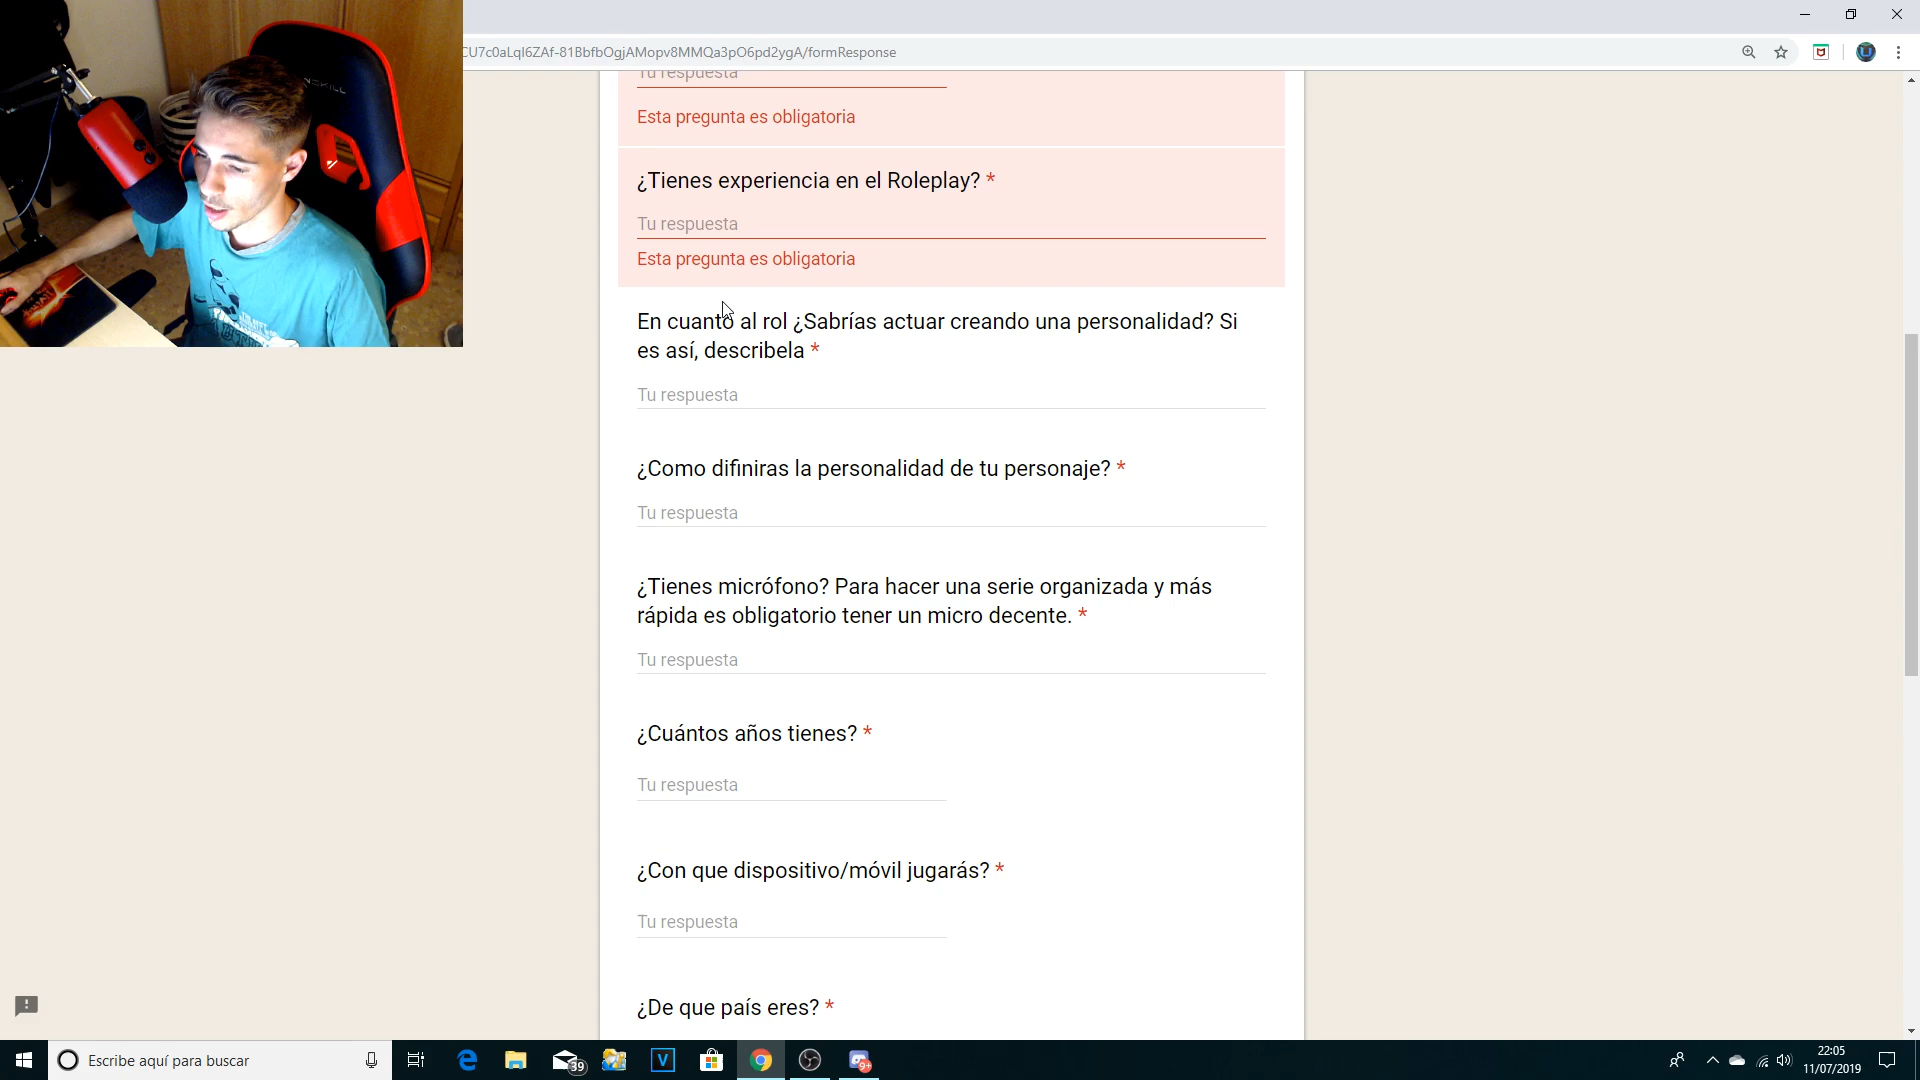 CU7c0aLqI6ZAf-81BbfbOgjAMopv8MMQa3pO6pd2ygA/formResponse
Tu respuesta
Esta pregunta es obligatoria
¿Tienes experiencia en el Roleplay? *
Tu respuesta
Esta pregunta es obligatoria
En cuanto al rol ¿Sabrías actuar creando una personalidad? Si
es así, describela *
Tu respuesta
¿Como difiniras la personalidad de tu personaje? *
Tu respuesta
¿Tienes micrófono? Para hacer una serie organizada y más
rápida es obligatorio tener un micro decente. *
Tu respuesta
¿Cuántos años tienes? *
Tu respuesta
¿Con que dispositivo/móvil jugarás? *
Tu respuesta
¿De que país eres? *
Escribe aquí para buscar
39
V
9+
22:05
11/07/2019